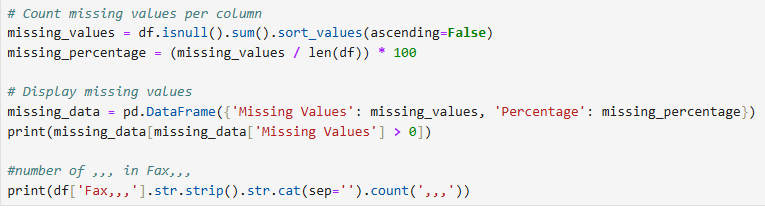 # Count missing values per column
missing_values = df.isnull().sum().sort_values(ascending=False)
missing_percentage = (missing_values / len(df)) * 100
# Display missing values
missing_data = pd.DataFrame({'Missing Values': missing_values, 'Percentage': missing_percentage})
print(missing_data[missing_data['Missing Values'] > 0])
#number of ,,, in Fax,,,
print(df['Fax,,,'].str.strip().str.cat(sep='').count(',,,'))